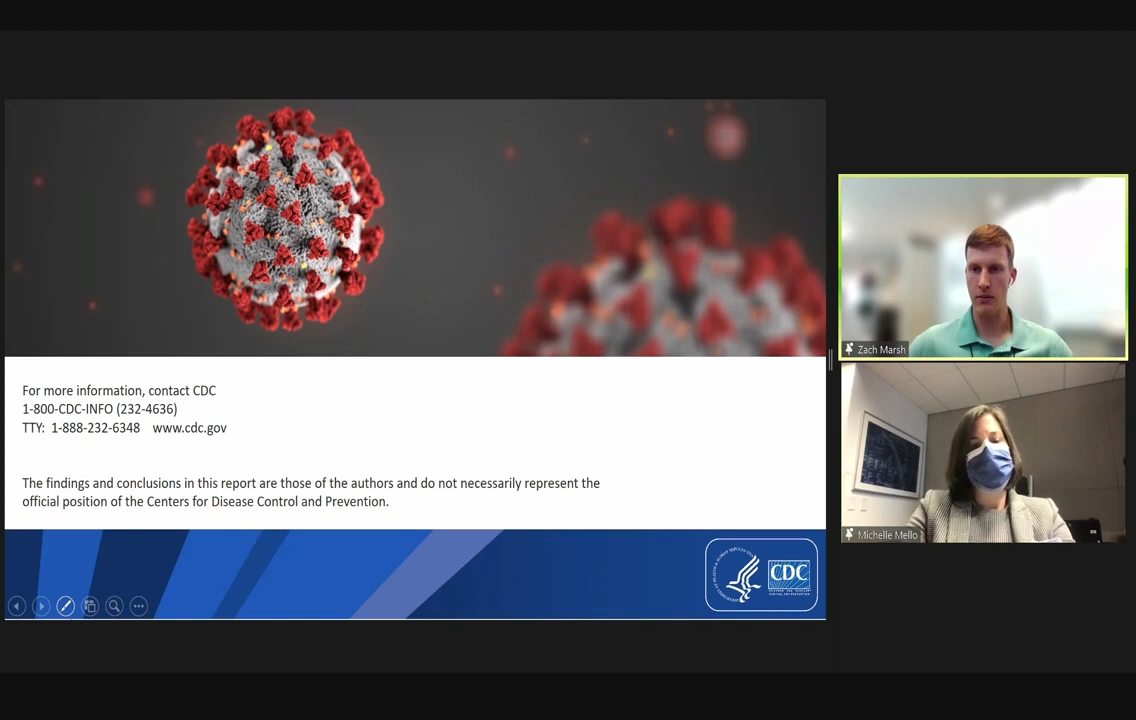 For more information, contact CDC
1-800-CDC-INFO (232-4636)
TTY: 1-888-232-6348 www.cdc.gov
The findings and conclusions in this report are those of the authors and do not necessarily represent the
official position of the Centers for Disease Control and Prevention.
CDC
Zach Marsh
Michelle Mello